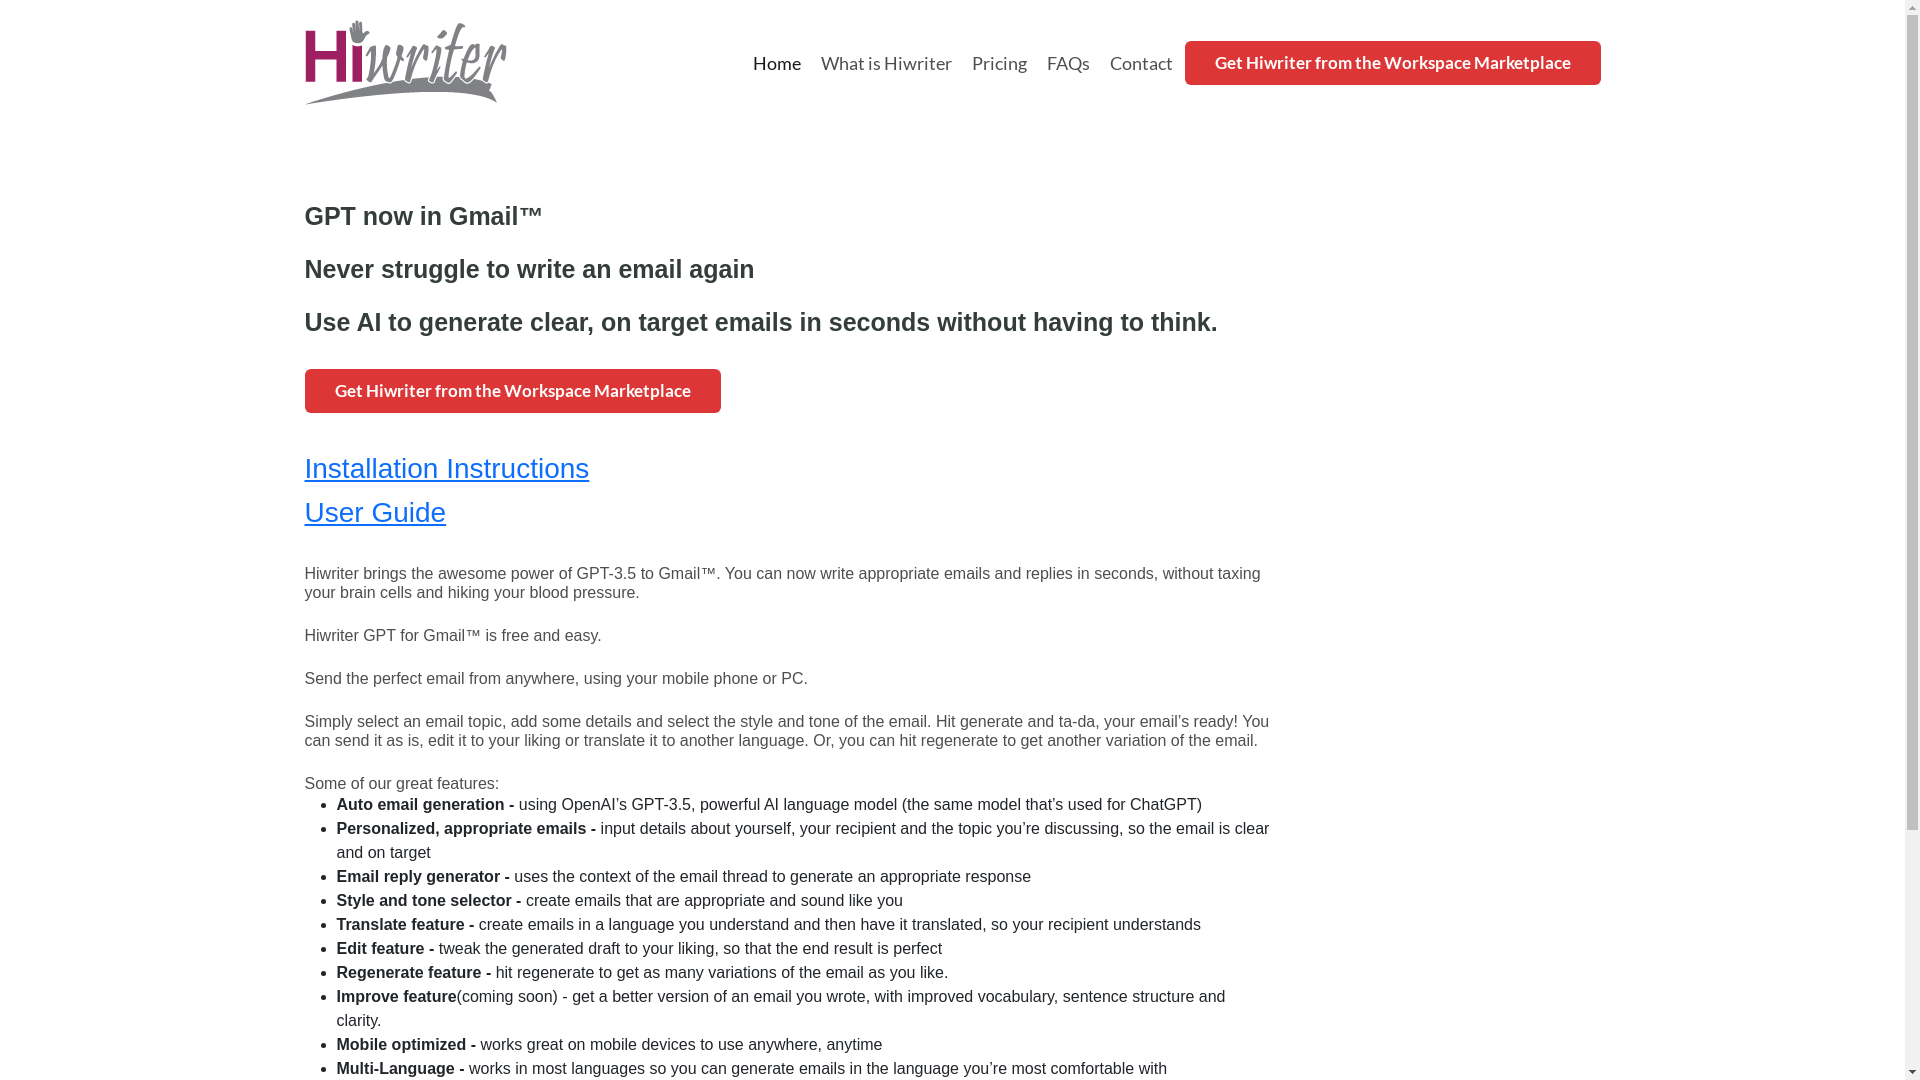 Hiwriter
Home
What is Hiwriter
Pricing
FAQs
Contact
Get Hiwriter from the Workspace Marketplace
GPT now in Gmail™
Never struggle to write an email again
Use AI to generate clear, on target emails in seconds without having to think.
Get Hiwriter from the Workspace Marketplace
Installation Instructions
User Guide
Hiwriter brings the awesome power of GPT-3.5 to Gmail™. You can now write appropriate emails and replies in seconds, without taxing
your brain cells and hiking your blood pressure.
Hiwriter GPT for Gmail™ is free and easy.
Send the perfect email from anywhere, using your mobile phone or PC.
Simply select an email topic, add some details and select the style and tone of the email. Hit generate and ta-da, your email’s ready! You
can send it as is, edit it to your liking or translate it to another language. Or, you can hit regenerate to get another variation of the email.
Some of our great features:
• Auto email generation - using OpenAI’s GPT-3.5, powerful AI language model (the same model that’s used for ChatGPT)
• Personalized, appropriate emails - input details about yourself, your recipient and the topic you’re discussing, so the email is clear
and on target
• Email reply generator - uses the context of the email thread to generate an appropriate response
• Style and tone selector - create emails that are appropriate and sound like you
• Translate feature - create emails in a language you understand and then have it translated, so your recipient understands
• Edit feature - tweak the generated draft to your liking, so that the end result is perfect
• Regenerate feature - hit regenerate to get as many variations of the email as you like.
• Improve feature(coming soon) - get a better version of an email you wrote, with improved vocabulary, sentence structure and
clarity.
• Mobile optimized - works great on mobile devices to use anywhere, anytime
• Multi-Language - works in most languages so you can generate emails in the language you’re most comfortable with